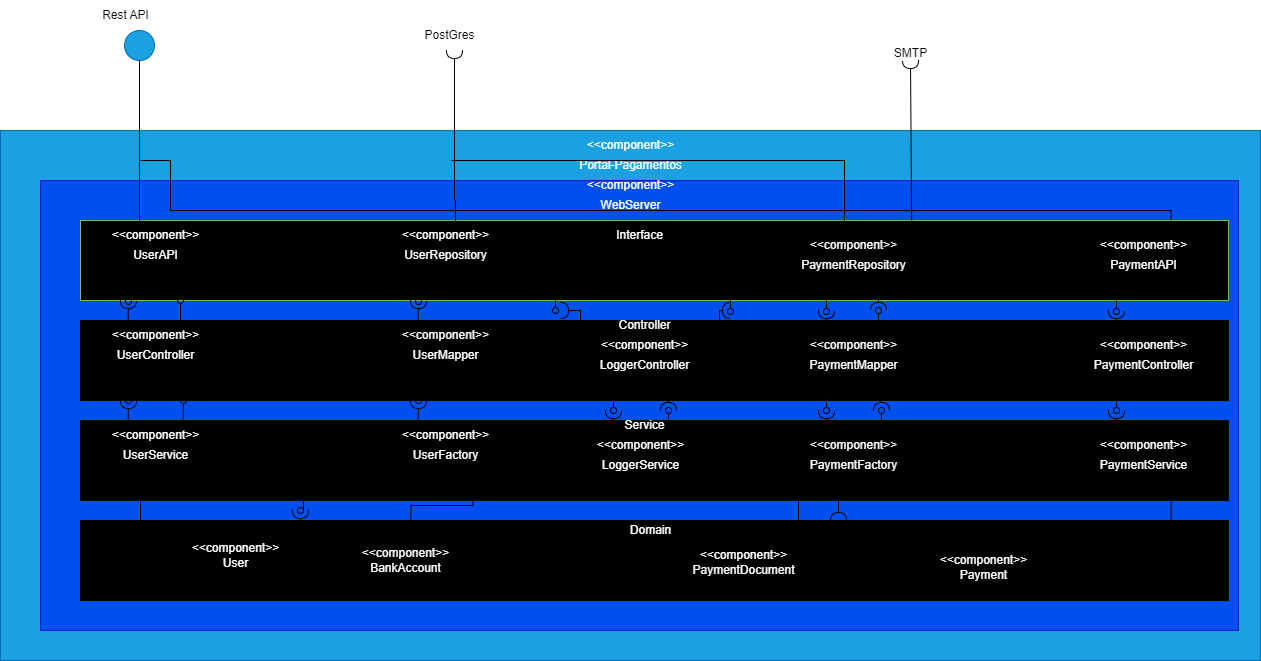 Rest API
PostGres
SMTP
<<component>>
Portal-Pagamentos
<<component>>
WebServer
<<component>>
UserAPI
<<component>>
UserRepository
Interface
<<component>>
PaymentRepository
<<component>>
PaymentAPI
<<component>>
UserController
<<component>>
UserMapper
Controller
<<component>>
LoggerController
<<component>>
PaymentMapper
<<component>>
PaymentController
<<component>>
UserService
<<component>>
UserFactory
Service
<<component>>
LoggerService
<<component>>
PaymentFactory
<<component>>
PaymentService
Domain
<<component>>
User
<<component>>
BankAccount
<<component>>
PaymentDocument
<<component>>
Payment